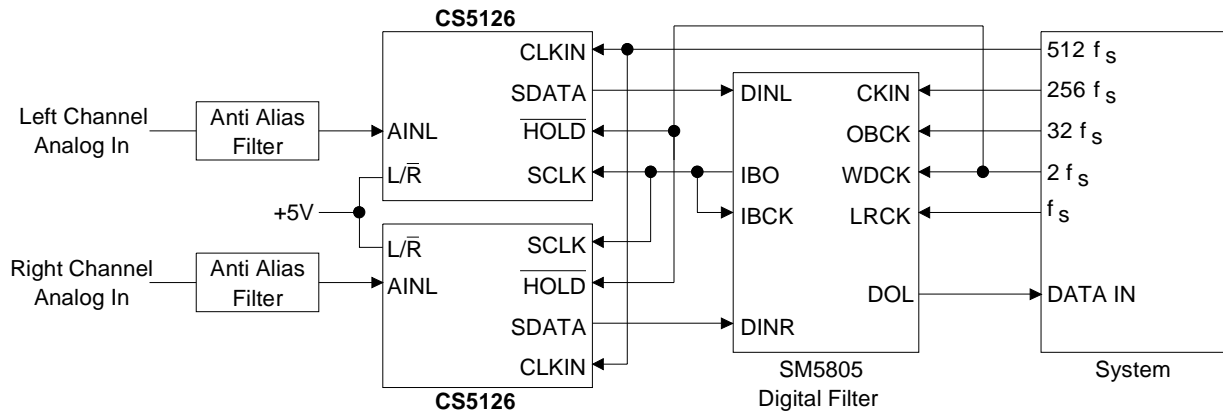 CS5126
CLKIN
SDATA
HOLD
SCLK
AINL
L/R
Left Channel
Analog In
Anti Alias
Filter
+5V
L/R
AINL
SCLK
HOLD
SDATA
CLKIN
CS5126
Right Channel
Analog In
Anti Alias
Filter
DINL
IBO
IBCK
DINR
CKIN
OBCK
WDCK
LRCK
DOL
SM5805
Digital Filter
512 fs
256 fs
32 fs
2 fs
fs
DATA IN
System